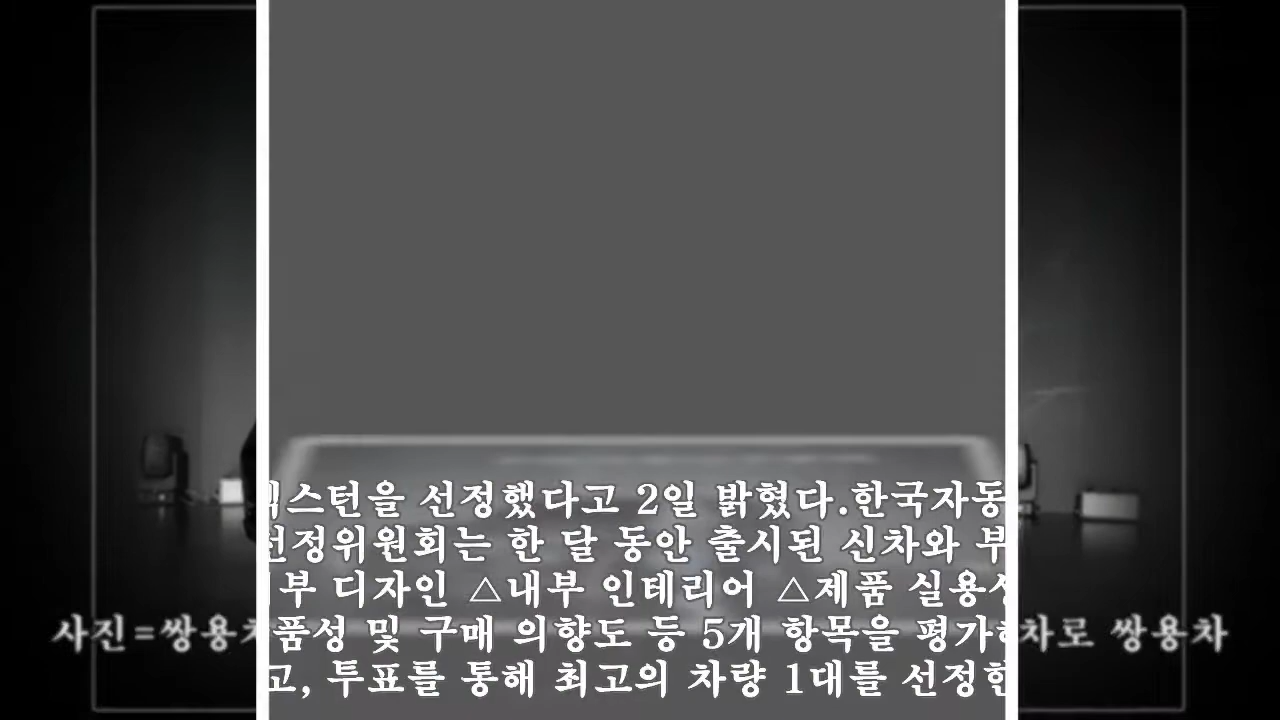 스턴을 선정했다고 2일 밝혔다.한국자동
선정위원회는 한 달 동안 출시된 신차와 부
부 디자인 △내부 인테리어 △제품 실용성
품성 및 구매 의향도 등 5개 항목을 평가하
고, 투표를 통해 최고의 차량 1대를 선정한
사진=쌍용차
차로 쌍용차